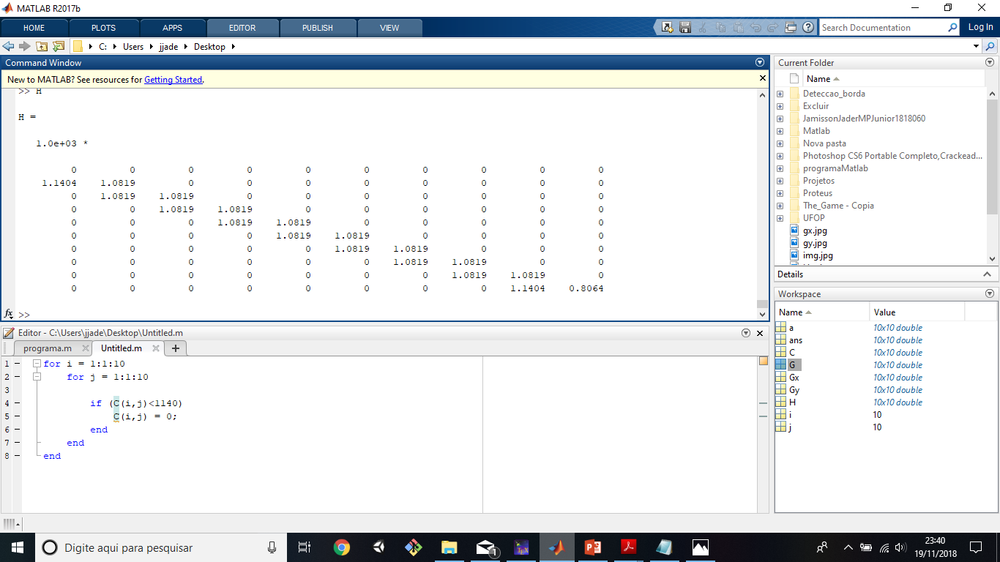 MATLAB R2017b
HOME PLOTS APPS EDITOR PUBLISH VIEW Search Documentation Log In
C: Users jjade Desktop
Command Window
New to MATLAB? See resources for Getting Started.
>> H
H =
1.0e+03 *
0 0 0 0 0 0 0 0 0 0
1.1404 1.0819 0 0 0 0 0 0 0 0
0 1.0819 1.0819 0 0 0 0 0 0 0
0 0 1.0819 1.0819 0 0 0 0 0 0
0 0 0 1.0819 1.0819 0 0 0 0 0
0 0 0 0 1.0819 1.0819 0 0 0 0
0 0 0 0 0 1.0819 1.0819 0 0 0
0 0 0 0 0 0 1.0819 1.0819 0 0
0 0 0 0 0 0 0 1.0819 1.0819 0
0 0 0 0 0 0 0 0 1.1404 0.8064
fx >>
Current Folder
Name
Deteccao_borda
Excluir
JamissonJaderMPJunior1818060
Matlab
Nova pasta
Photoshop CS6 Portable Completo,Crackead...
programaMatlab
Projetos
Proteus
The_Game - Copia
UFOP
gx.jpg
gy.jpg
img.jpg
Details
Workspace
Name Value
a 10x10 double
ans 10x10 double
C 10x10 double
G 10x10 double
Gx 10x10 double
Gy 10x10 double
H 10x10 double
i 10
j 10
Editor - C:\Users\jjade\Desktop\Untitled.m
programa.m Untitled.m
1 for i = 1:1:10
2 for j = 1:1:10
3
4 if (C(i,j)<1140)
5 C(i,j) = 0;
6 end
7 end
8 end
Digite aqui para pesquisar
1
23:40
19/11/2018